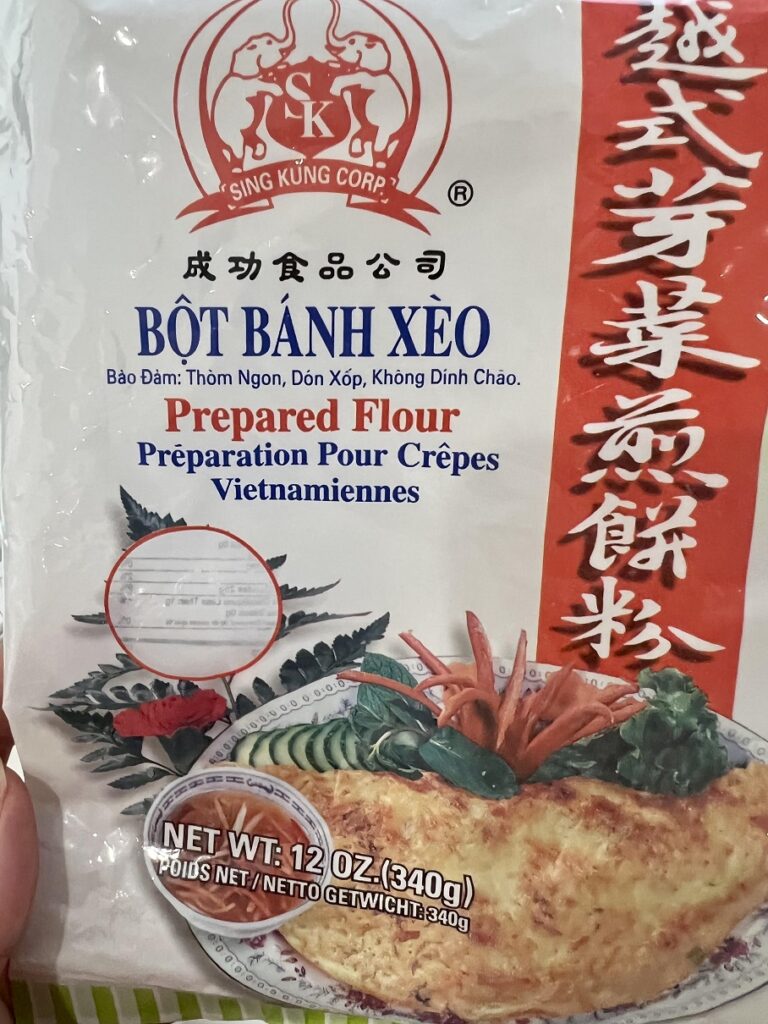 SK
SING KUNG CORP.
®
成功食品公司
BỘT BÁNH XÈO
Bảo Đảm: Thơm Ngon, Dòn Xốp, Không Dính Chảo.
Prepared Flour
Préparation Pour Crêpes
Vietnamiennes
越式芽菜煎餅粉
NET WT: 12 OZ.(340g)
POIDS NET / NETTO GETWICHT: 340g